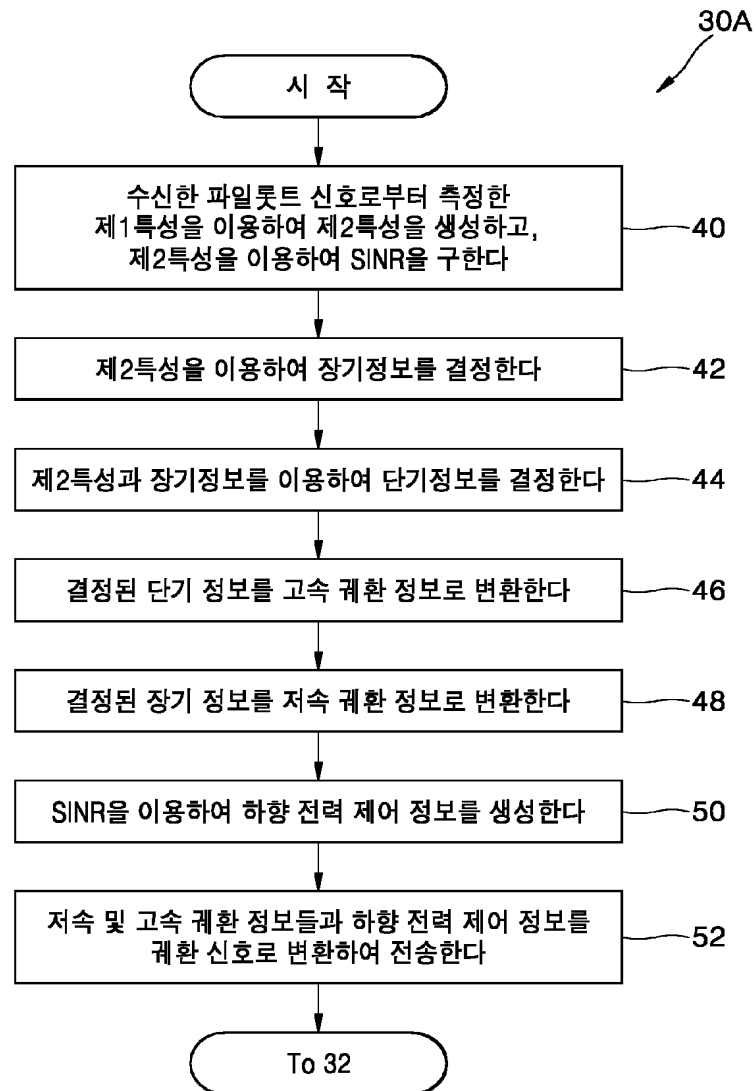 30A
시 작
수신한 파일롯트 신호로부터 측정한
제1특성을 이용하여 제2특성을 생성하고,
제2특성을 이용하여 SINR을 구한다
40
제2특성을 이용하여 장기정보를 결정한다
42
제2특성과 장기정보를 이용하여 단기정보를 결정한다
44
결정된 단기 정보를 고속 궤환 정보로 변환한다
46
결정된 장기 정보를 저속 궤환 정보로 변환한다
48
SINR을 이용하여 하향 전력 제어 정보를 생성한다
50
저속 및 고속 궤환 정보들과 하향 전력 제어 정보를
궤환 신호로 변환하여 전송한다
52
To 32